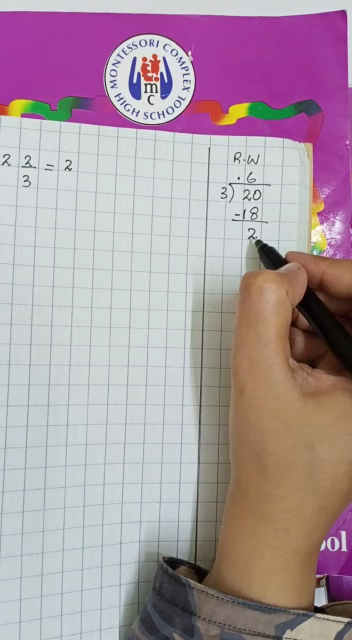 MONTESSORI COMPLEX
HIGH SCHOOL
mc
2 2/3 = 2
R.W
.6
3) 20
-18
2
ool